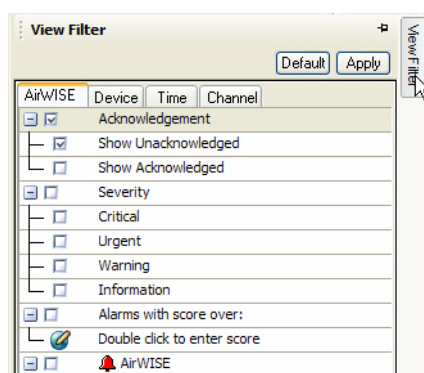 View Filter
View Filter
Default Apply
AirWISE Device Time Channel
Acknowledgement
Show Unacknowledged
Show Acknowledged
Severity
Critical
Urgent
Warning
Information
Alarms with score over:
Double click to enter score
AirWISE